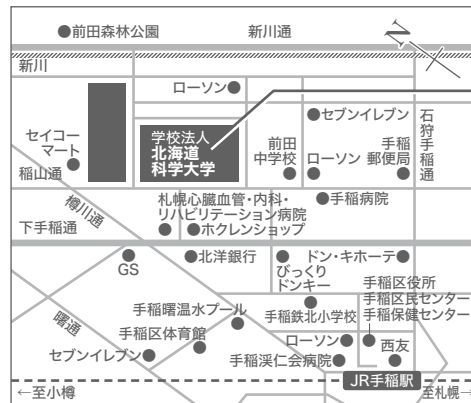 前田森林公園
新川通
N
新川
ローソン
学校法人
北海道
科学大学
セブンイレブン
石狩手稲通
セイコー
マート
前田
中学校
ローソン
手稲
郵便局
稲山通
樽川通
札幌心臓血管・内科・
リハビリテーション病院
手稲病院
下手稲通
ホクレンショップ
GS
北洋銀行
ドン・キホーテ
びっくり
ドンキー
手稲区役所
手稲区民センター
手稲保健センター
曙通
手稲曙温水プール
手稲鉄北小学校
手稲区体育館
ローソン
西友
セブンイレブン
手稲渓仁会病院
JR手稲駅
←至小樽
至札幌→